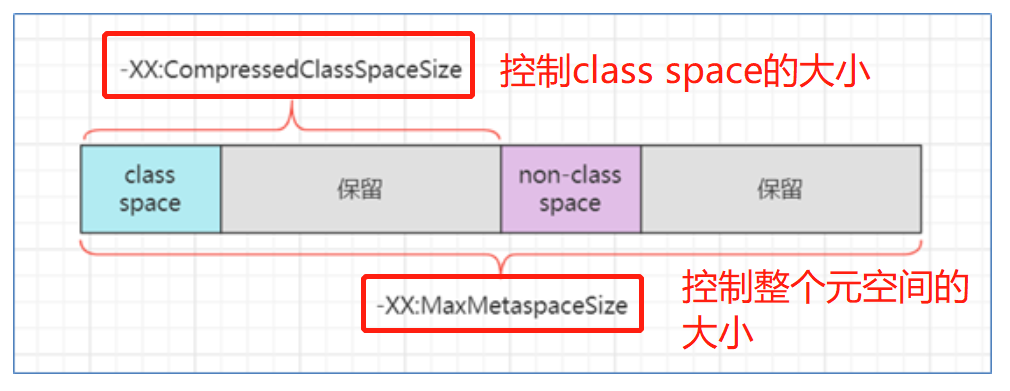 -XX:CompressedClassSpaceSize
控制class space的大小
class
space
保留
non-class
space
保留
-XX:MaxMetaspaceSize
控制整个元空间的
大小